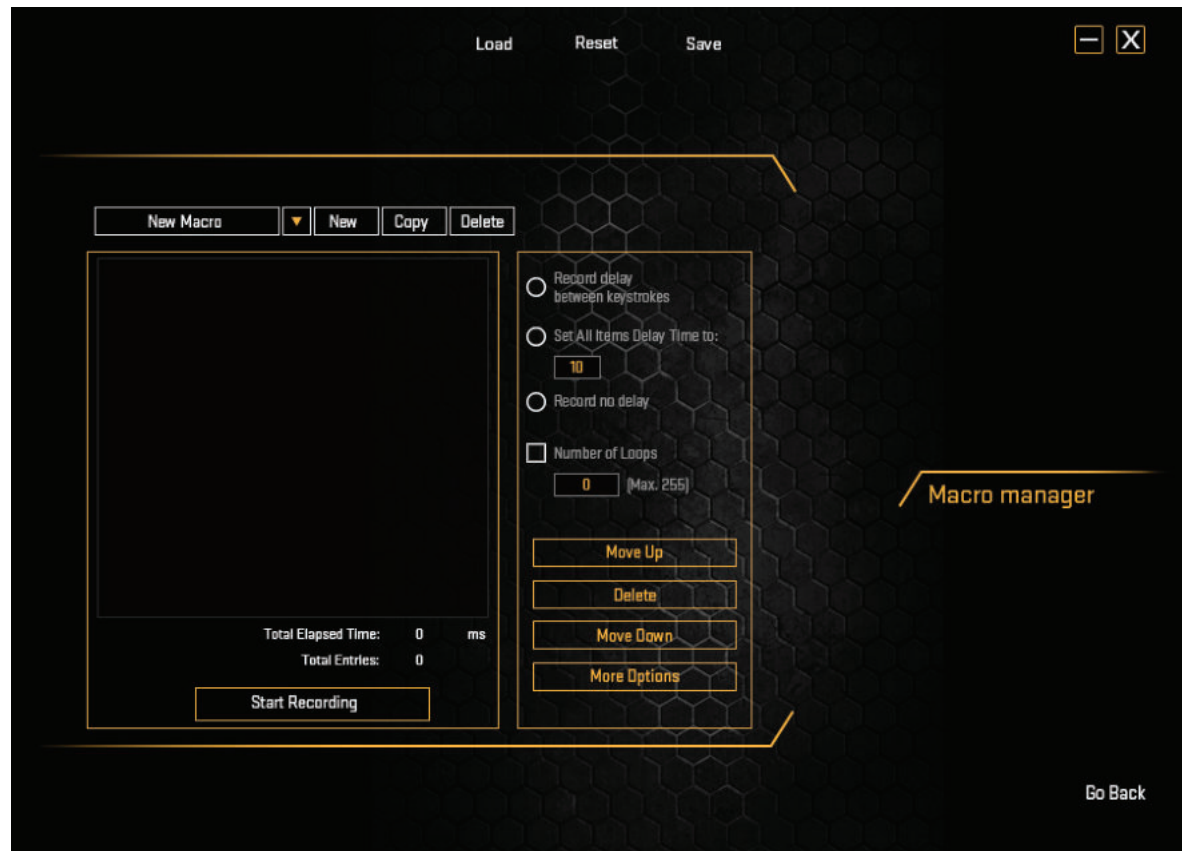 Load Reset Save
X
New Macro New Copy Delete
Record delay
between keystrokes
Set All Items Delay Time to:
10
Record no delay
Number of Loops
0 (Max. 255)
Move Up
Delete
Move Down
More Options
Total Elapsed Time: 0 ms
Total Entries: 0
Start Recording
Macro manager
Go Back